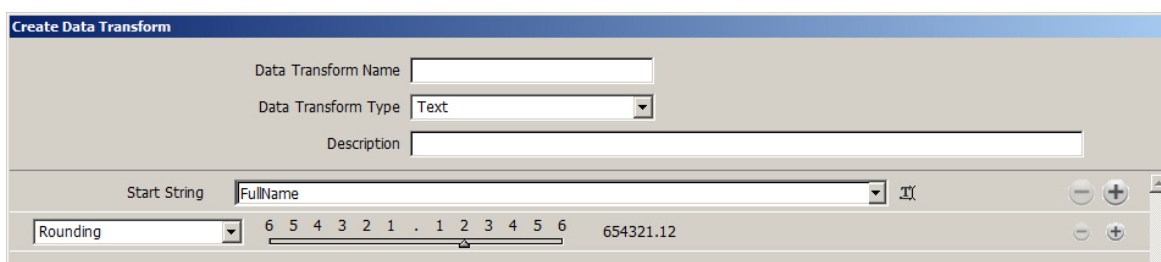 Create Data Transform
Data Transform Name
Data Transform Type Text
Description
Start String FullName
Rounding 6 5 4 3 2 1 . 1 2 3 4 5 6 654321.12